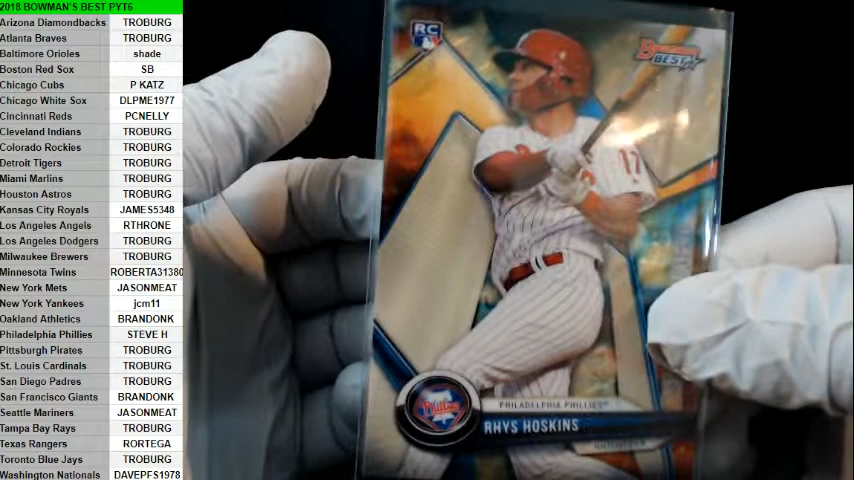 2018 BOWMAN'S BEST PYT6
Arizona Diamondbacks TROBURG
Atlanta Braves TROBURG
Baltimore Orioles shade
Boston Red Sox SB
Chicago Cubs P KATZ
Chicago White Sox DLPME1977
Cincinnati Reds PCNELLY
Cleveland Indians TROBURG
Colorado Rockies TROBURG
Detroit Tigers TROBURG
Miami Marlins TROBURG
Houston Astros TROBURG
Kansas City Royals JAMES5348
Los Angeles Angels RTHRONE
Los Angeles Dodgers TROBURG
Milwaukee Brewers TROBURG
Minnesota Twins ROBERTA31380
New York Mets JASONMEAT
New York Yankees jcm11
Oakland Athletics BRANDONK
Philadelphia Phillies STEVE H
Pittsburgh Pirates TROBURG
St. Louis Cardinals TROBURG
San Diego Padres TROBURG
San Francisco Giants BRANDONK
Seattle Mariners JASONMEAT
Tampa Bay Rays TROBURG
Texas Rangers RORTEGA
Toronto Blue Jays TROBURG
Washington Nationals DAVEPFS1978
RC
BOWMAN'S
BEST
17
Phillies
PHILADELPHIA PHILLIES
RHYS HOSKINS